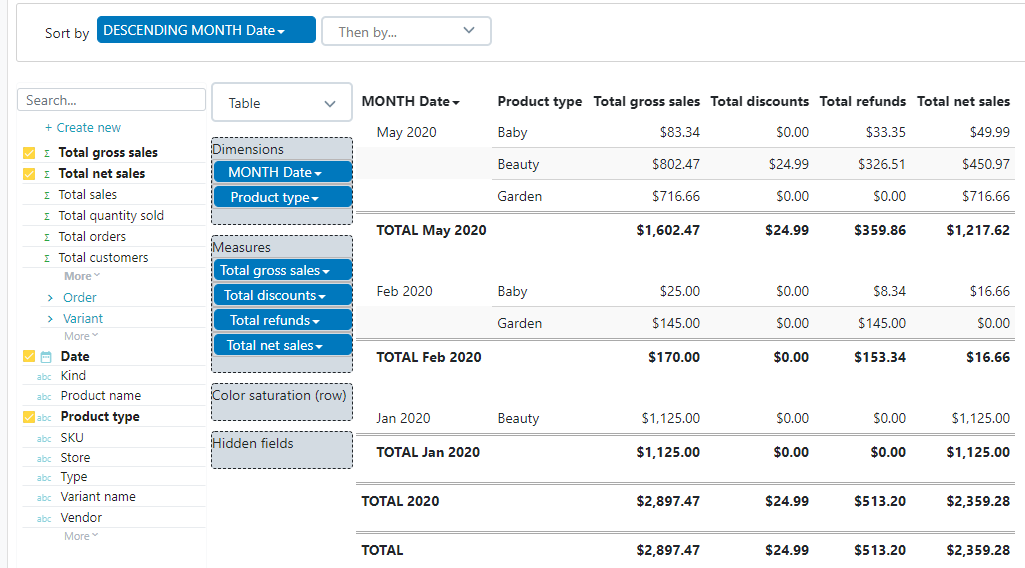 Sort by DESCENDING MONTH Date Then by...
Search...
+ Create new
Σ Total gross sales
Σ Total net sales
Σ Total sales
Σ Total quantity sold
Σ Total orders
Σ Total customers
More
Order
Variant
More
Date
abc Kind
abc Product name
abc Product type
abc SKU
abc Store
abc Type
abc Variant name
abc Vendor
More
Table
Dimensions
MONTH Date
Product type
Measures
Total gross sales
Total discounts
Total refunds
Total net sales
Color saturation (row)
Hidden fields
MONTH Date Product type Total gross sales Total discounts Total refunds Total net sales
May 2020 Baby $83.34 $0.00 $33.35 $49.99
Beauty $802.47 $24.99 $326.51 $450.97
Garden $716.66 $0.00 $0.00 $716.66
TOTAL May 2020 $1,602.47 $24.99 $359.86 $1,217.62
Feb 2020 Baby $25.00 $0.00 $8.34 $16.66
Garden $145.00 $0.00 $145.00 $0.00
TOTAL Feb 2020 $170.00 $0.00 $153.34 $16.66
Jan 2020 Beauty $1,125.00 $0.00 $0.00 $1,125.00
TOTAL Jan 2020 $1,125.00 $0.00 $0.00 $1,125.00
TOTAL 2020 $2,897.47 $24.99 $513.20 $2,359.28
TOTAL $2,897.47 $24.99 $513.20 $2,359.28